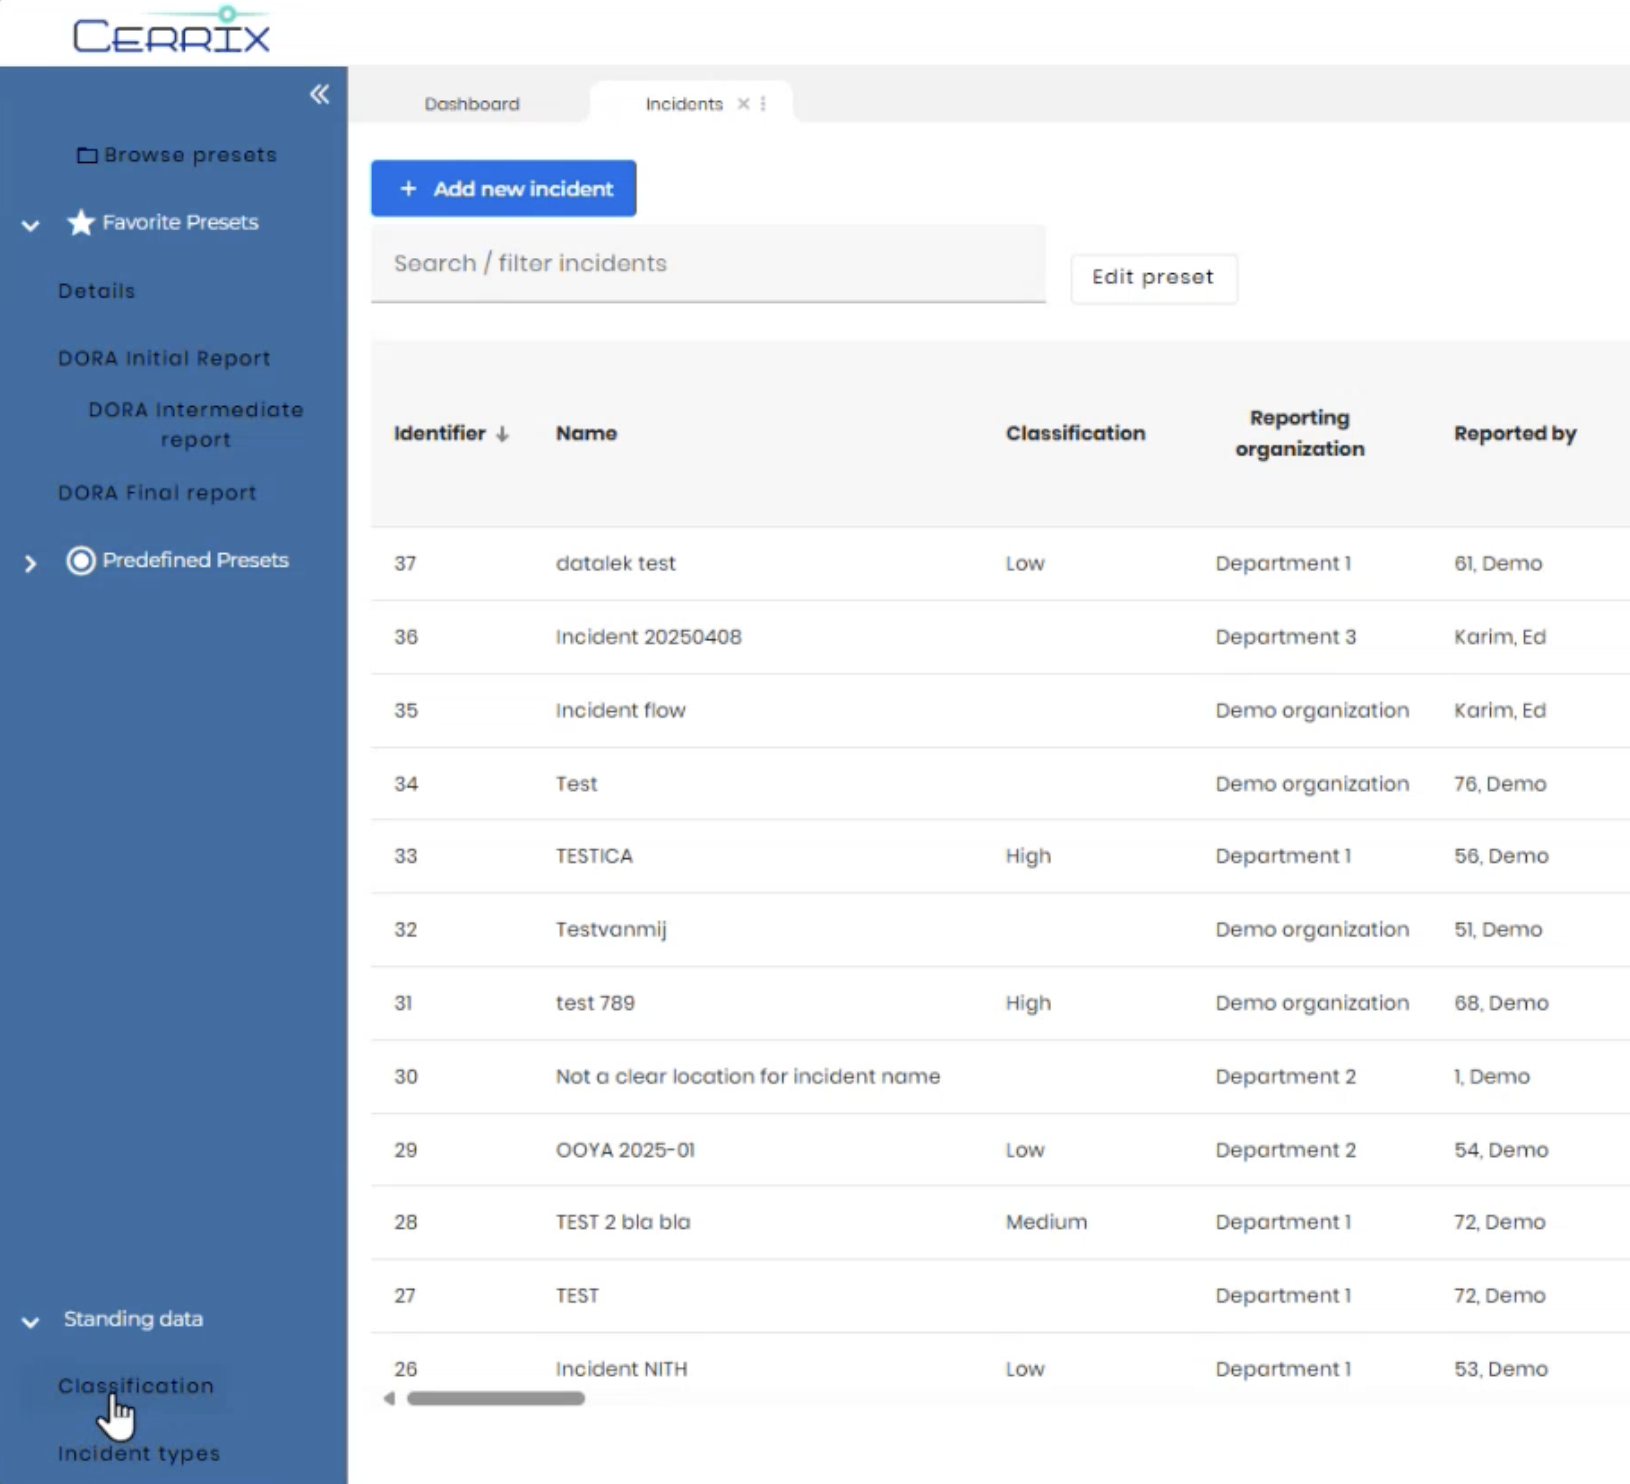 CERRIX
Dashboard
Incidents
Browse presets
Favorite Presets
Details
DORA Initial Report
DORA Intermediate
report
DORA Final report
Predefined Presets
Standing data
Classification
Incident types
+ Add new incident
Search / filter incidents
Edit preset
Identifier ↓ Name Classification Reporting organization Reported by
37 datalek test Low Department 1 61, Demo
36 Incident 20250408 Department 3 Karim, Ed
35 Incident flow Demo organization Karim, Ed
34 Test Demo organization 76, Demo
33 TESTICA High Department 1 56, Demo
32 Testvanmij Demo organization 51, Demo
31 test 789 High Demo organization 68, Demo
30 Not a clear location for incident name Department 2 1, Demo
29 OOYA 2025-01 Low Department 2 54, Demo
28 TEST 2 bla bla Medium Department 1 72, Demo
27 TEST Department 1 72, Demo
26 Incident NITH Low Department 1 53, Demo